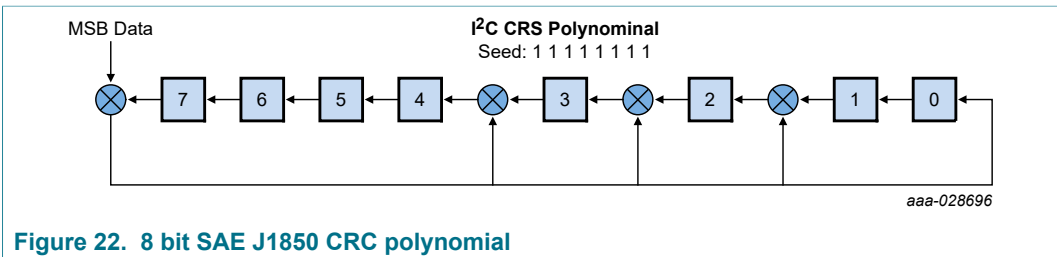 MSB Data
I2C CRS Polynominal
Seed: 1 1 1 1 1 1 1 1
7 6 5 4 3 2 1 0
aaa-028696
Figure 22. 8 bit SAE J1850 CRC polynomial